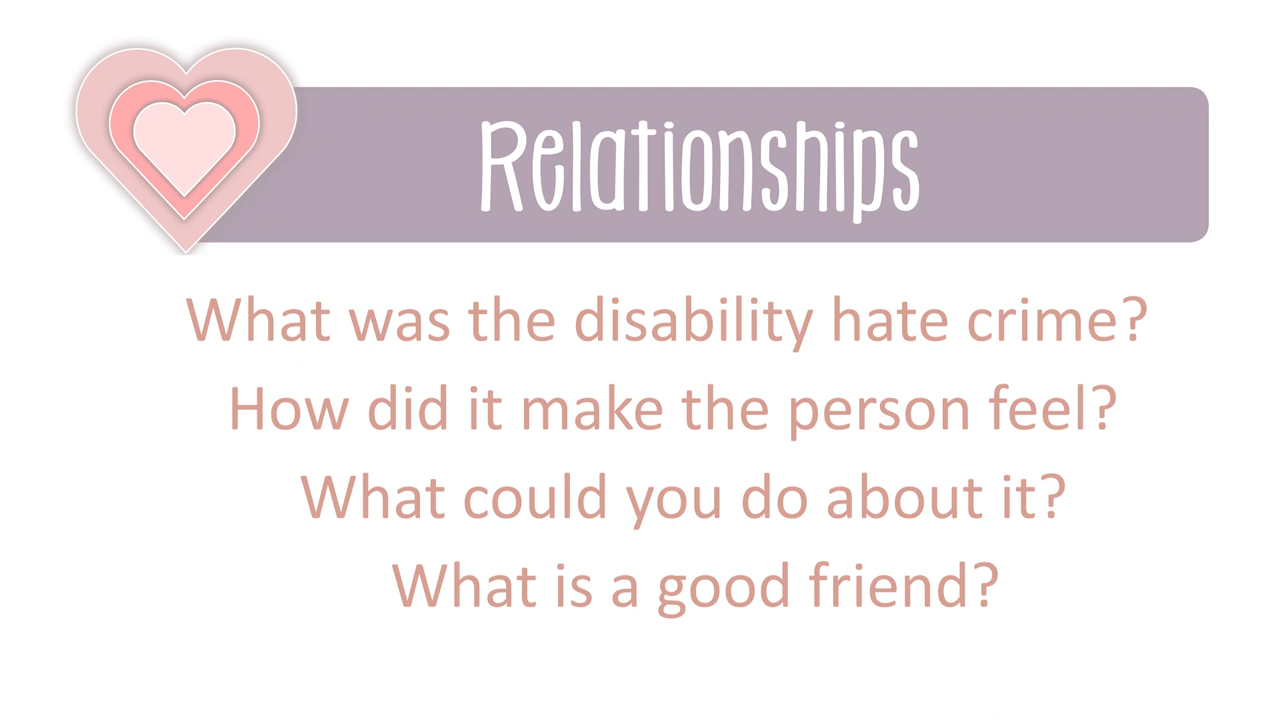 Relationships
What was the disability hate crime?
How did it make the person feel?
What could you do about it?
What is a good friend?